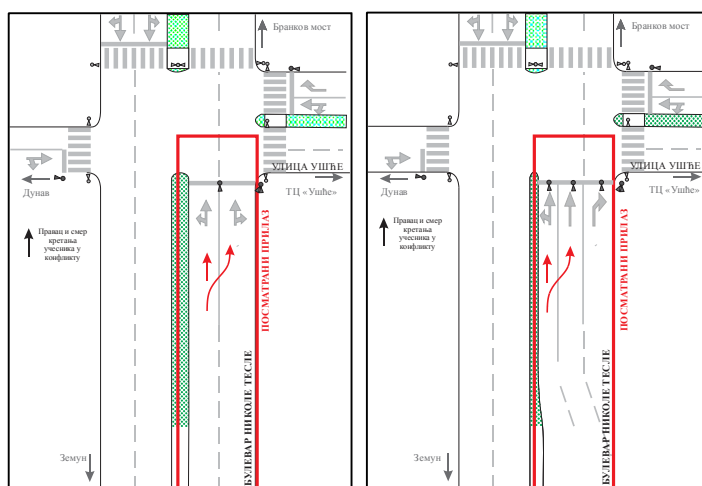 Бранков мост
УЛИЦА УШЋЕ
ТЦ «Ушће»
Дунав
Правац и смер
кретања
учесника у
конфликту
ПОСМАТРАНИ ПРИЛАЗ
БУЛЕВАР НИКОЛЕ ТЕСЛЕ
Земун
Бранков мост
УЛИЦА УШЋЕ
ТЦ «Ушће»
Дунав
Правац и смер
кретања
учесника у
конфликту
ПОСМАТРАНИ ПРИЛАЗ
БУЛЕВАР НИКОЛЕ ТЕСЛЕ
Земун